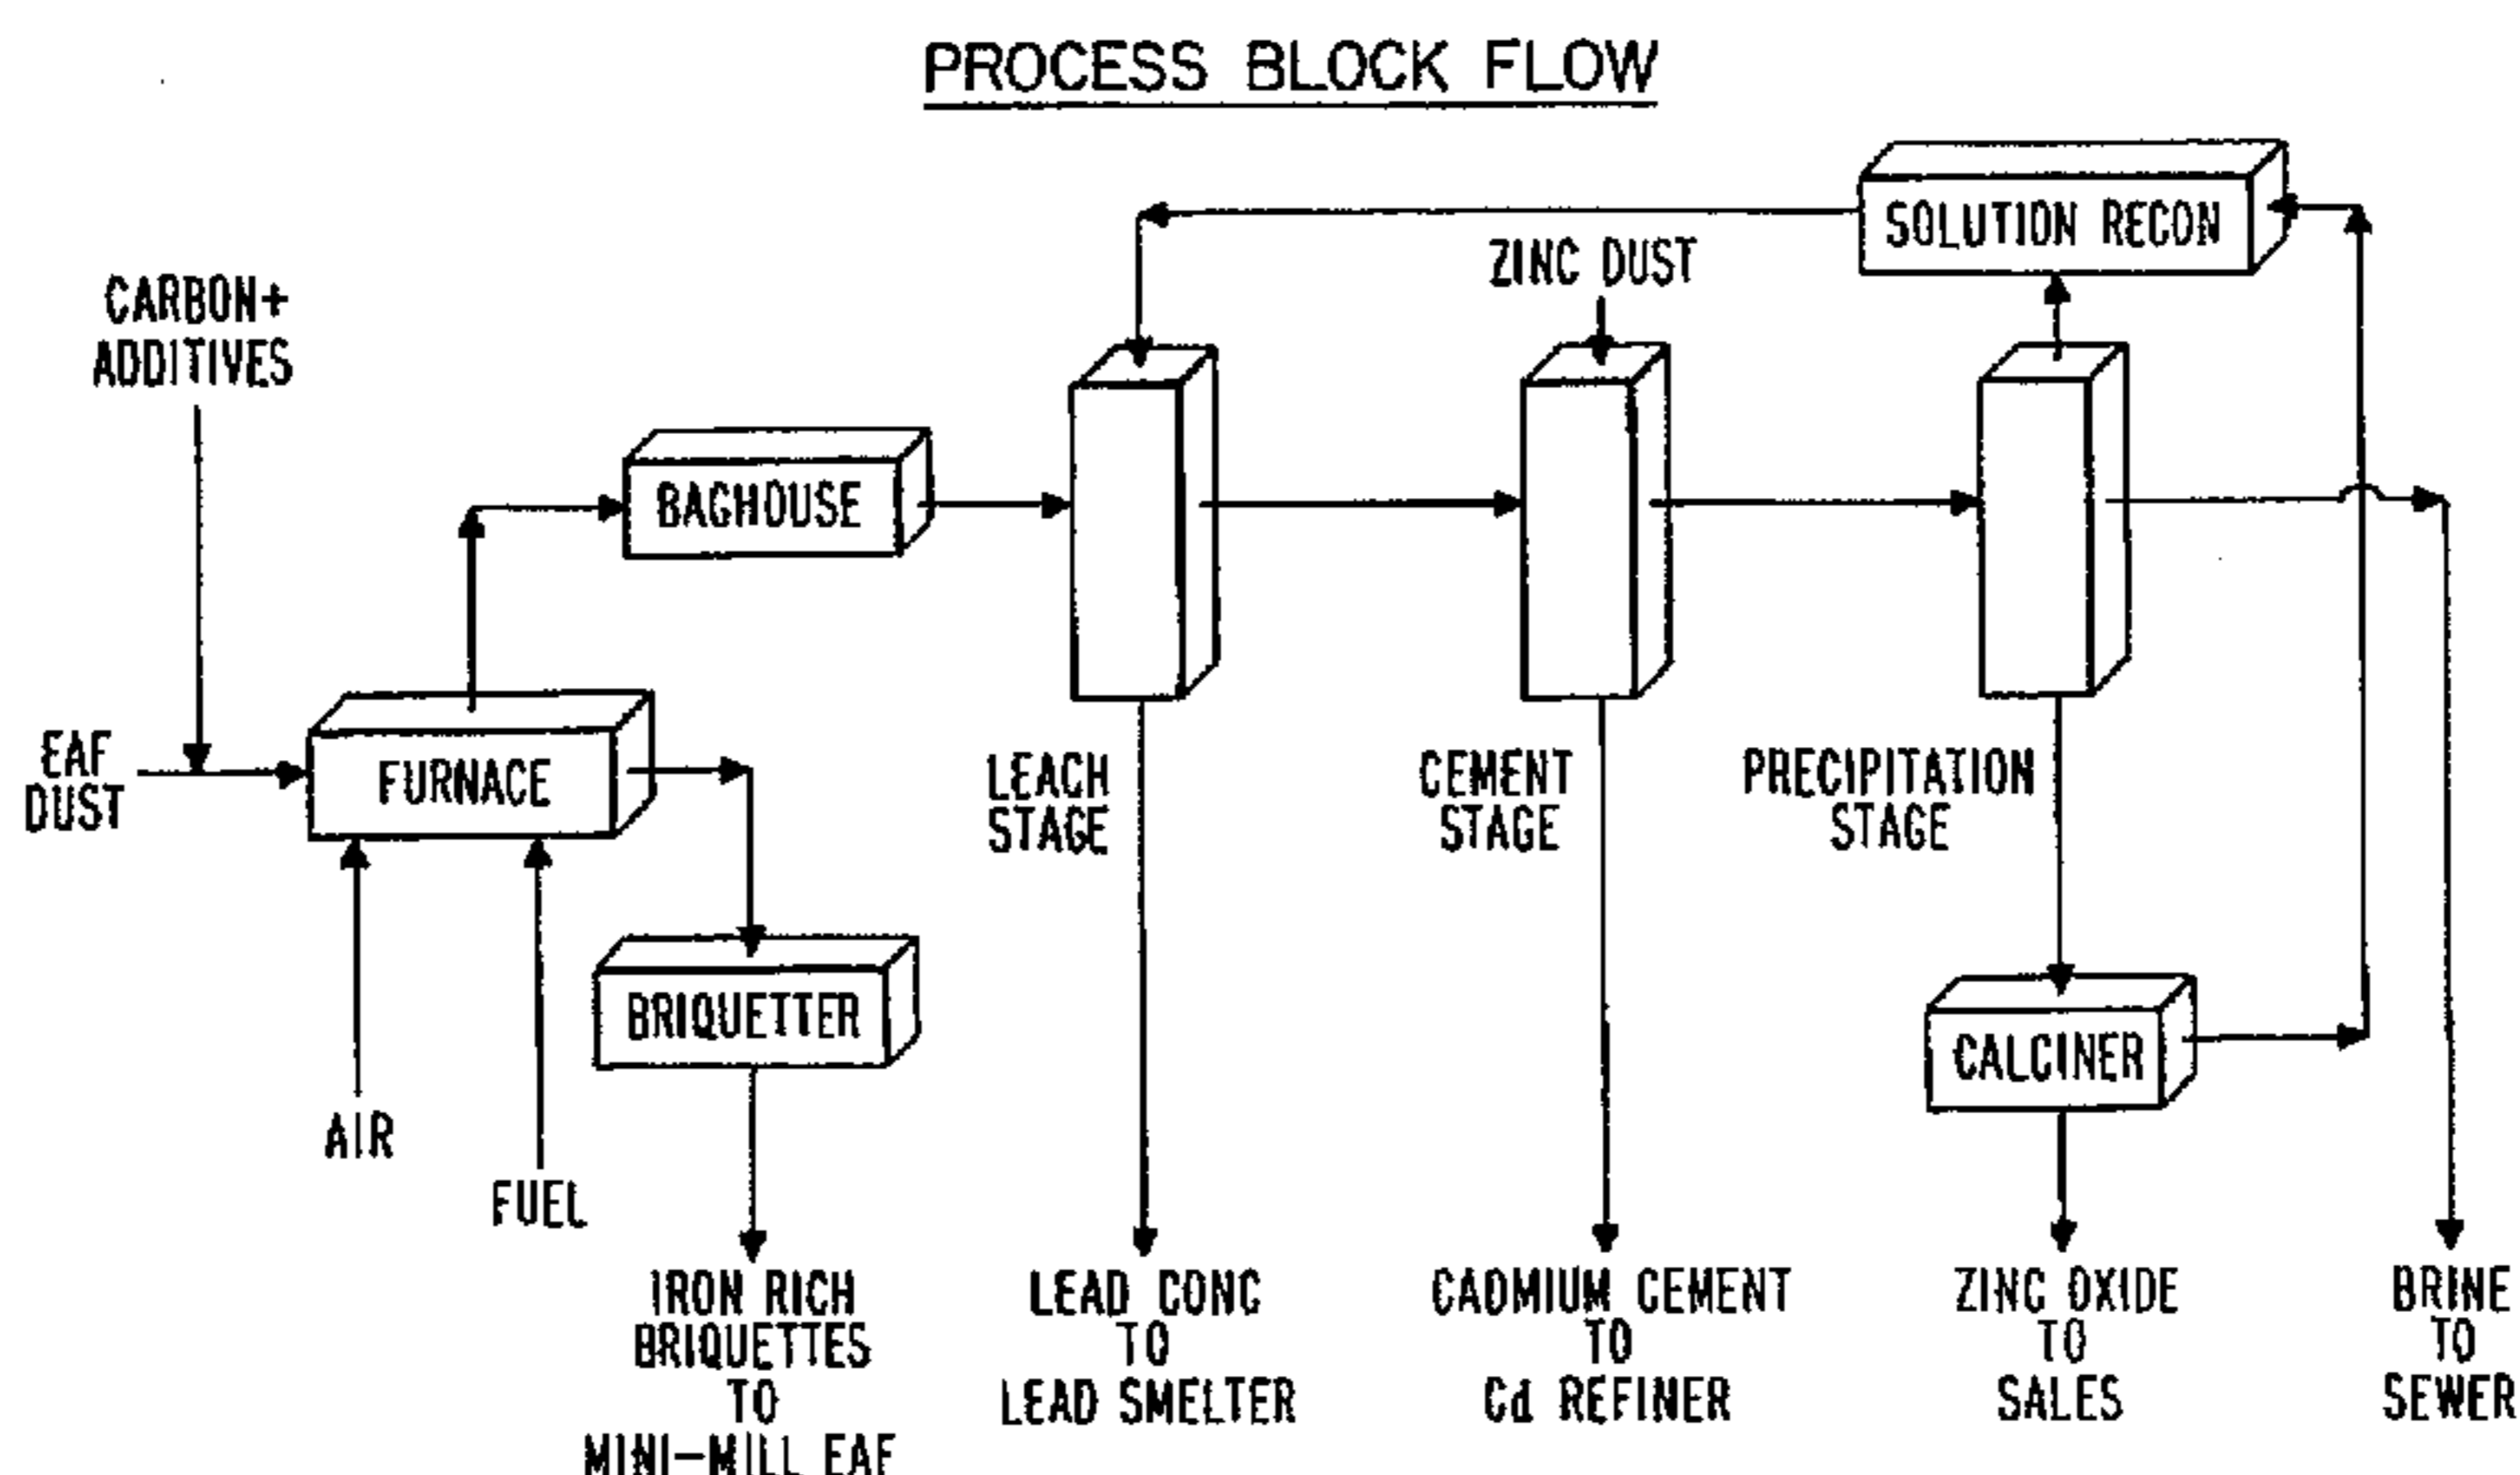 PROCESS BLOCK FLOW
SOLUTION RECON
ZINC DUST
CARBON+
ADDITIVES
BAGHOUSE
EAF
DUST
FURNACE
LEACH
STAGE
CEMENT
STAGE
PRECIPITATION
STAGE
BRIQUETTER
CALCINER
AIR
FUEL
IRON RICH
BRIQUETTES
TO
MINI-MILL EAF
LEAD CONC
TO
LEAD SMELTER
CADMIUM CEMENT
TO
Cd REFINER
ZINC OXIDE
TO
SALES
BRINE
TO
SEWER